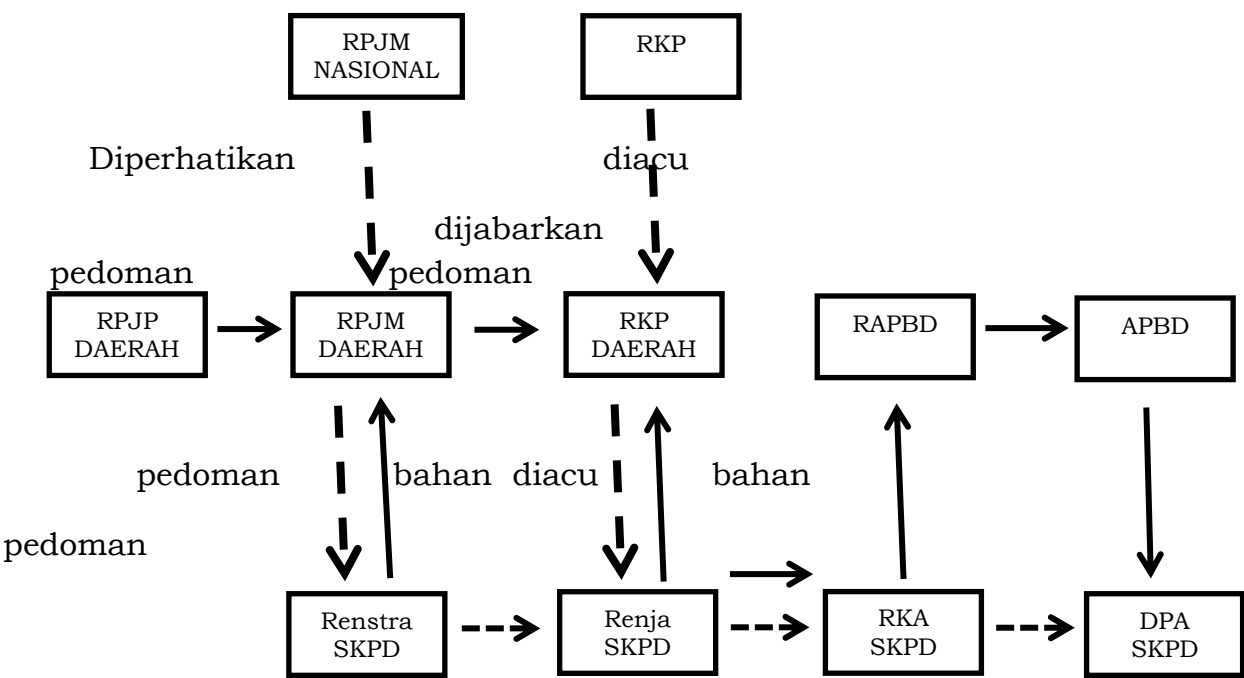 RPJM
NASIONAL
RKP
Diperhatikan
diacu
dijabarkan
pedoman
pedoman
RPJP
DAERAH
RPJM
DAERAH
RKP
DAERAH
RAPBD
APBD
pedoman
bahan
diacu
bahan
pedoman
Renstra
SKPD
Renja
SKPD
RKA
SKPD
DPA
SKPD